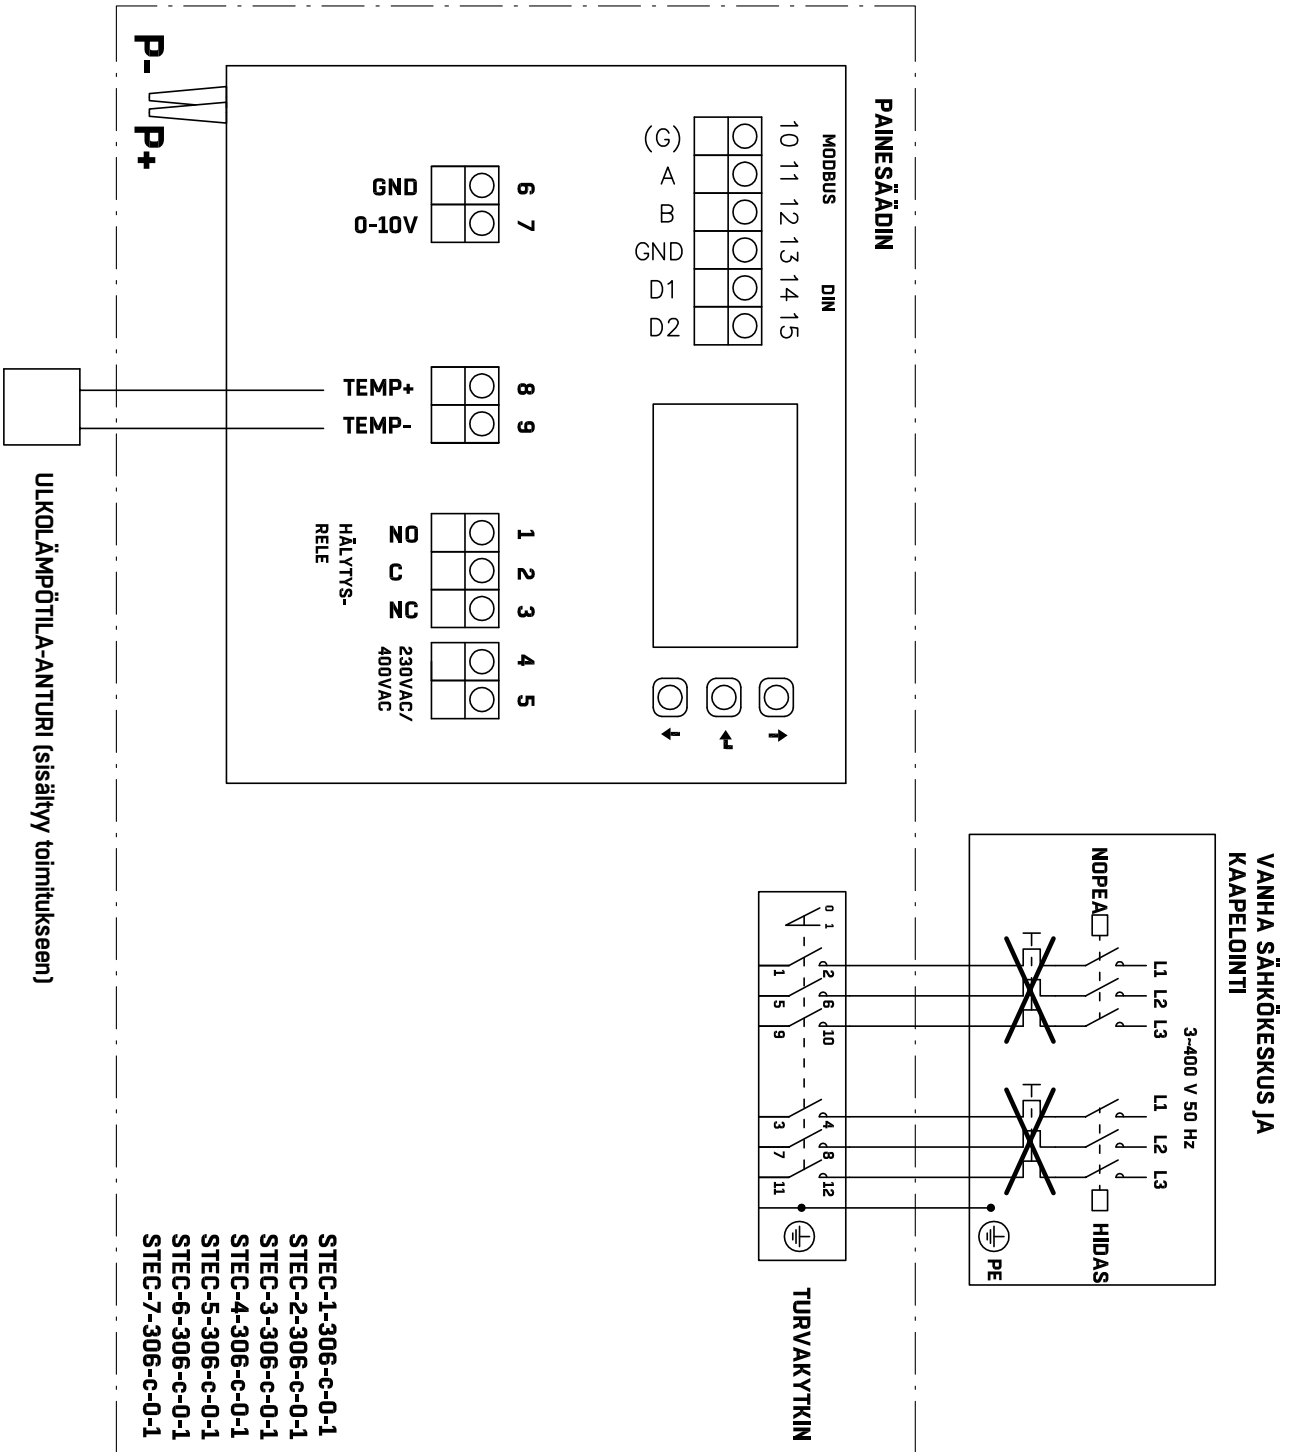 PAINESÄÄDIN
MODBUS
DIN
10 11 12 13 14 15
(G)
A
B
GND
D1
D2
6 7
GND
0-10V
8 9
TEMP+
TEMP-
1 2 3
NO
C
NC
HÄLYTYS-
RELE
4 5
230VAC/
400VAC
P- P+
ULKOLÄMPÖTILA-ANTURI (sisältyy toimitukseen)
VANHA SÄHKÖKESKUS JA
KAAPELOINTI
3~400 V 50 Hz
L1 L2 L3
L1 L2 L3
NOPEA
HIDAS
PE
0 1
2 6 10 4 8 12
1 5 9 3 7 11
TURVAKYTKIN
STEC-1-306-c-0-1
STEC-2-306-c-0-1
STEC-3-306-c-0-1
STEC-4-306-c-0-1
STEC-5-306-c-0-1
STEC-6-306-c-0-1
STEC-7-306-c-0-1